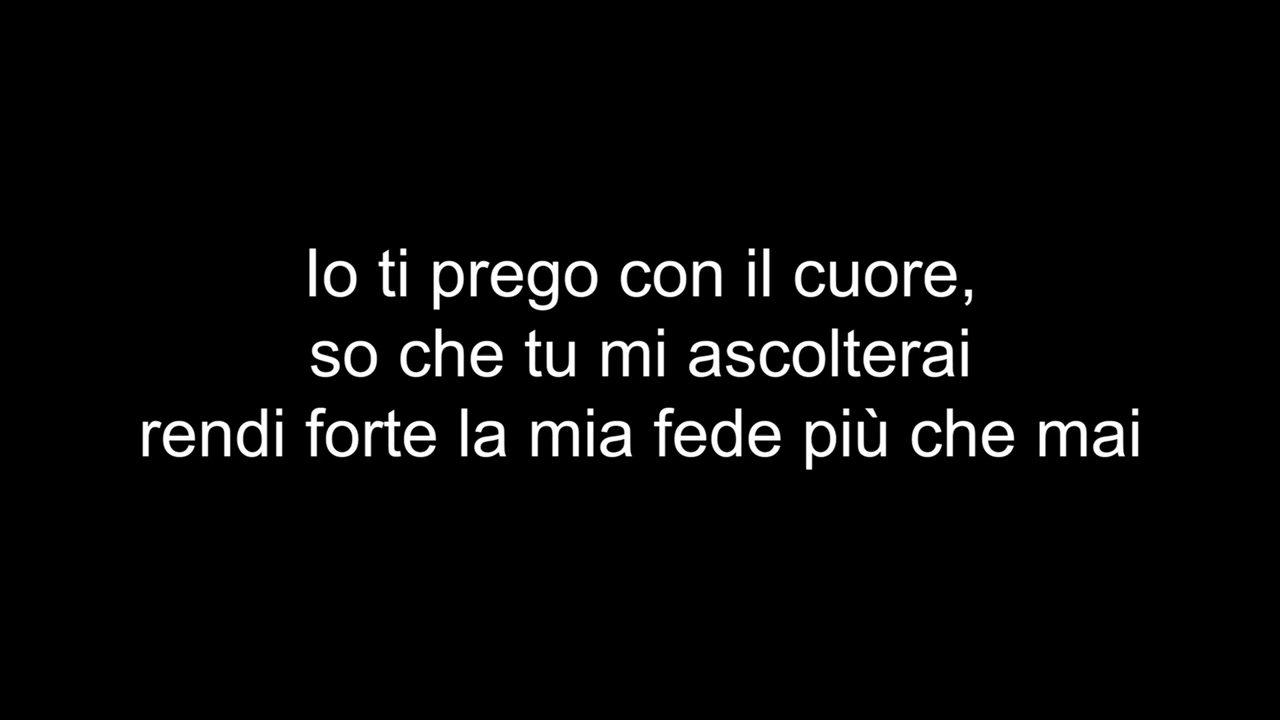 Io ti prego con il cuore,
so che tu mi ascolterai
rendi forte la mia fede più che mai